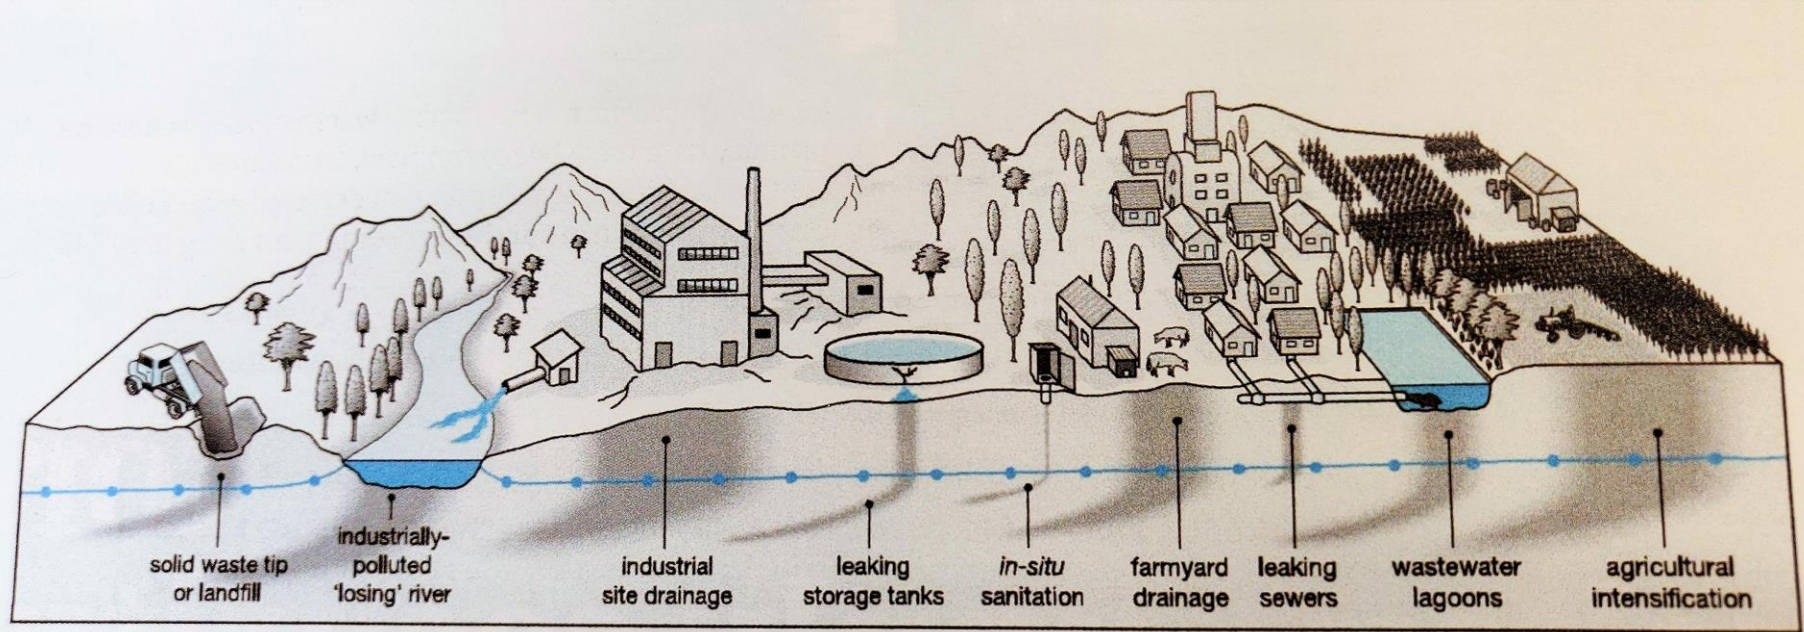 solid waste tip
or landfill
industrially-
polluted
'losing' river
industrial
site drainage
leaking
storage tanks
in-situ
sanitation
farmyard
drainage
leaking
sewers
wastewater
lagoons
agricultural
intensification